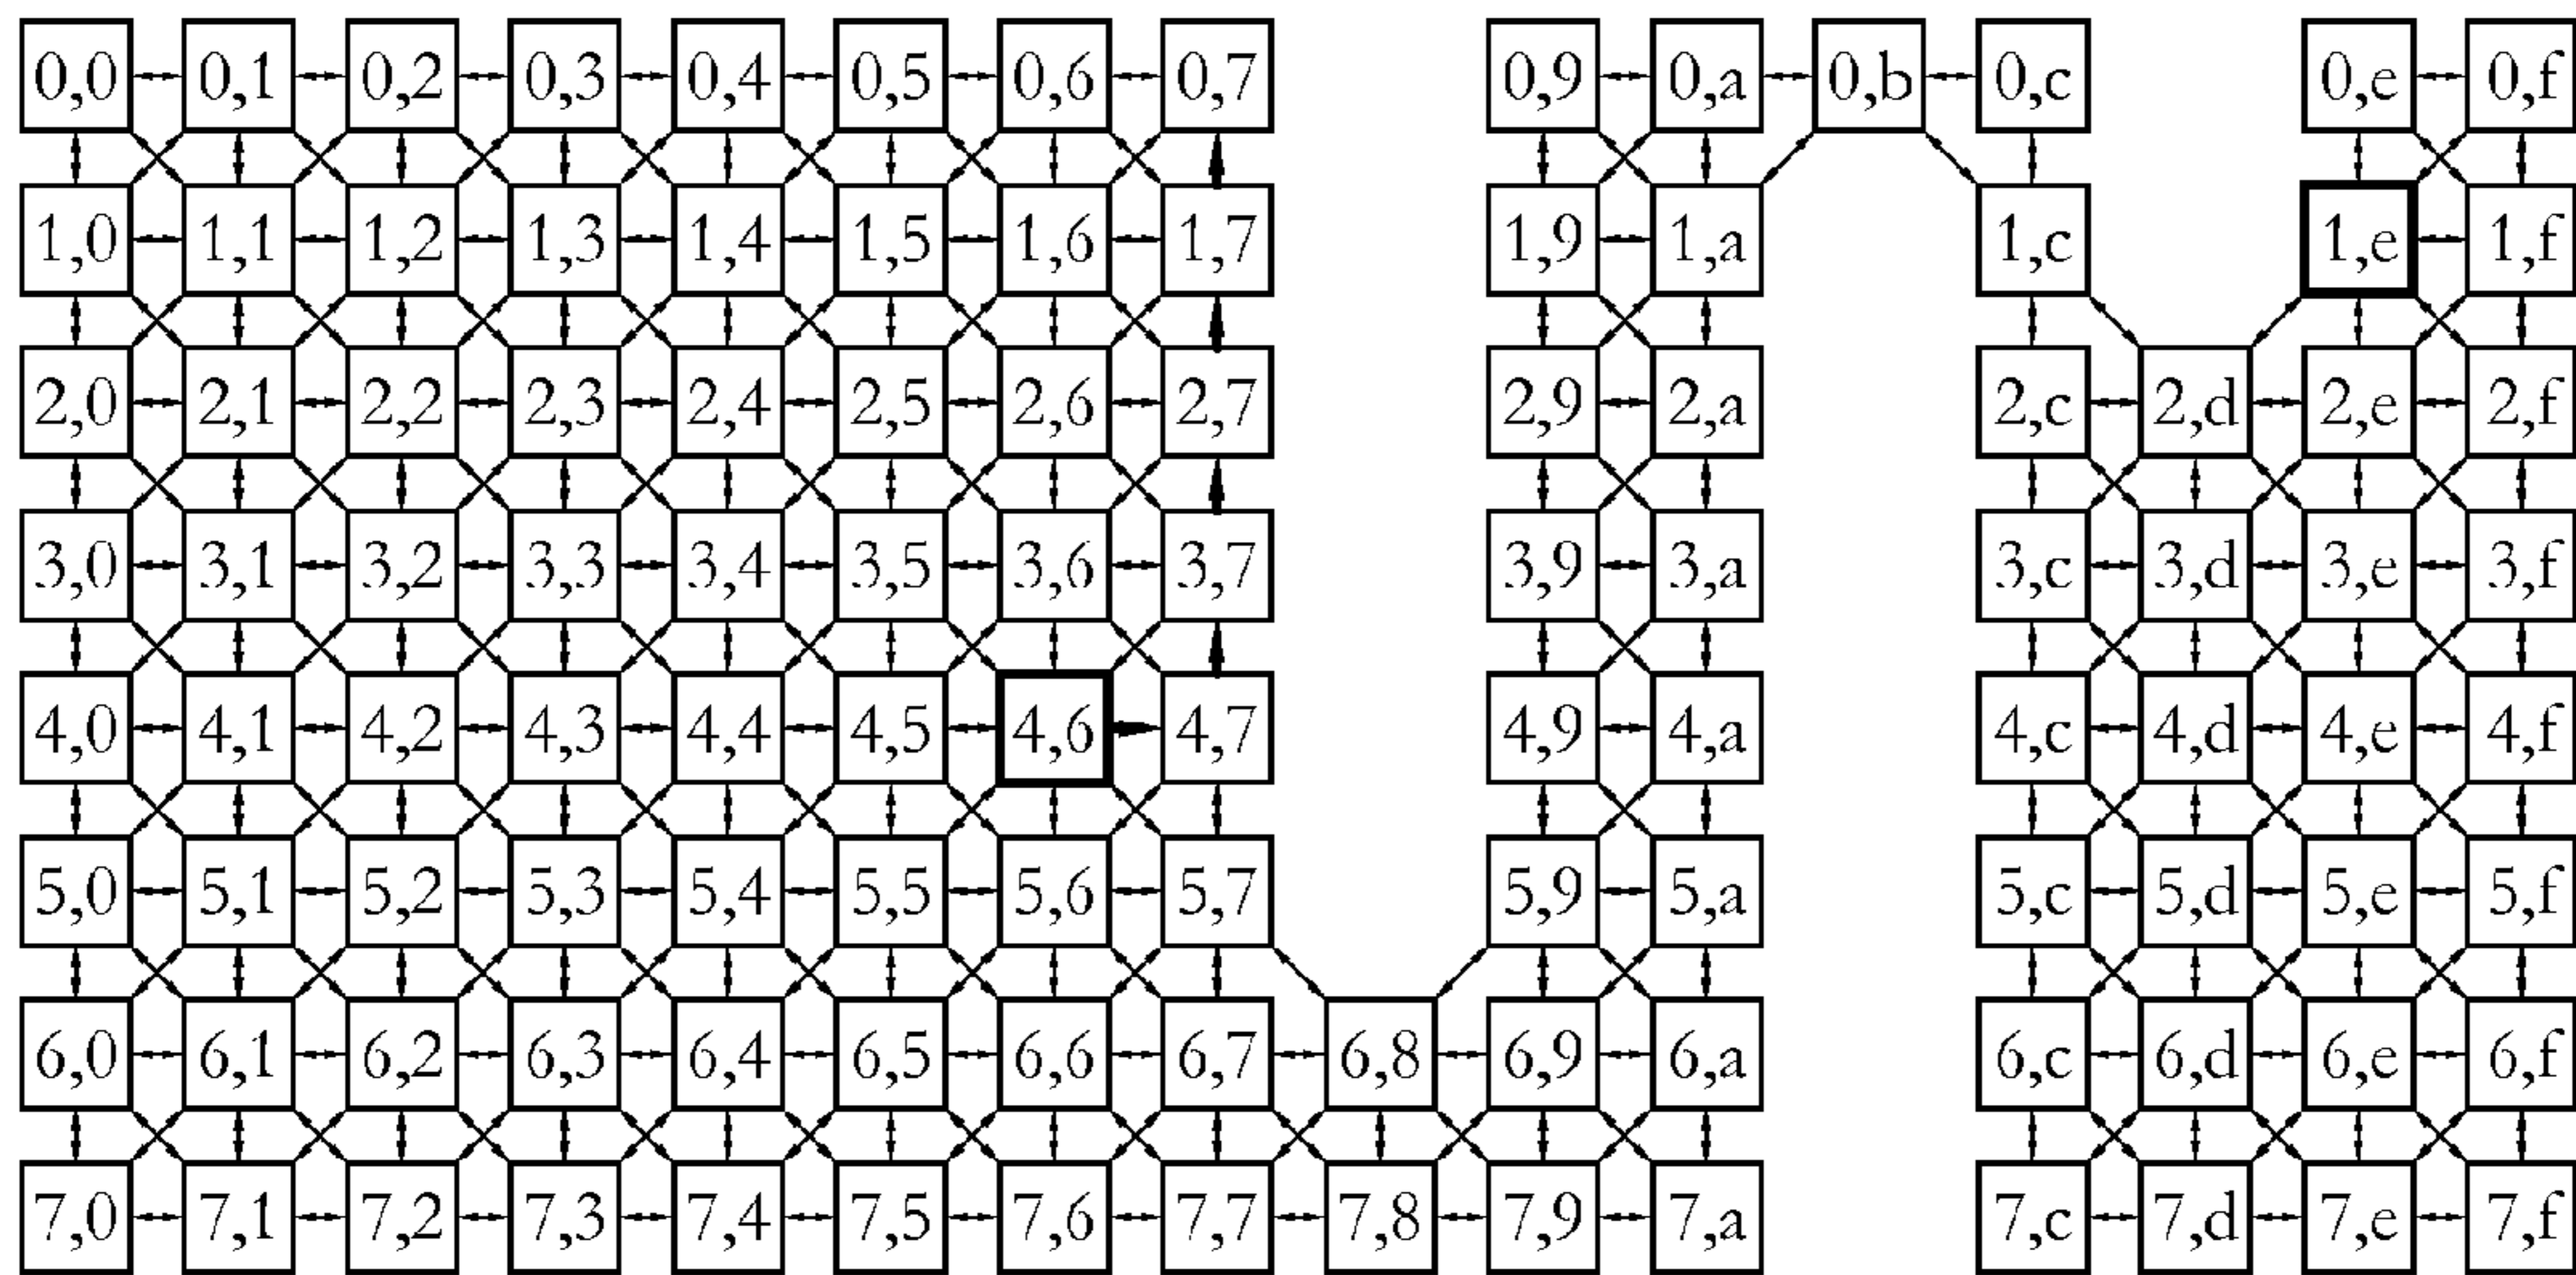 0,0 0,1 0,2 0,3 0,4 0,5 0,6 0,7 0,9 0,a 0,b 0,c 0,e 0,f
1,0 1,1 1,2 1,3 1,4 1,5 1,6 1,7 1,9 1,a 1,c 1,e 1,f
2,0 2,1 2,2 2,3 2,4 2,5 2,6 2,7 2,9 2,a 2,c 2,d 2,e 2,f
3,0 3,1 3,2 3,3 3,4 3,5 3,6 3,7 3,9 3,a 3,c 3,d 3,e 3,f
4,0 4,1 4,2 4,3 4,4 4,5 4,6 4,7 4,9 4,a 4,c 4,d 4,e 4,f
5,0 5,1 5,2 5,3 5,4 5,5 5,6 5,7 5,9 5,a 5,c 5,d 5,e 5,f
6,0 6,1 6,2 6,3 6,4 6,5 6,6 6,7 6,8 6,9 6,a 6,c 6,d 6,e 6,f
7,0 7,1 7,2 7,3 7,4 7,5 7,6 7,7 7,8 7,9 7,a 7,c 7,d 7,e 7,f